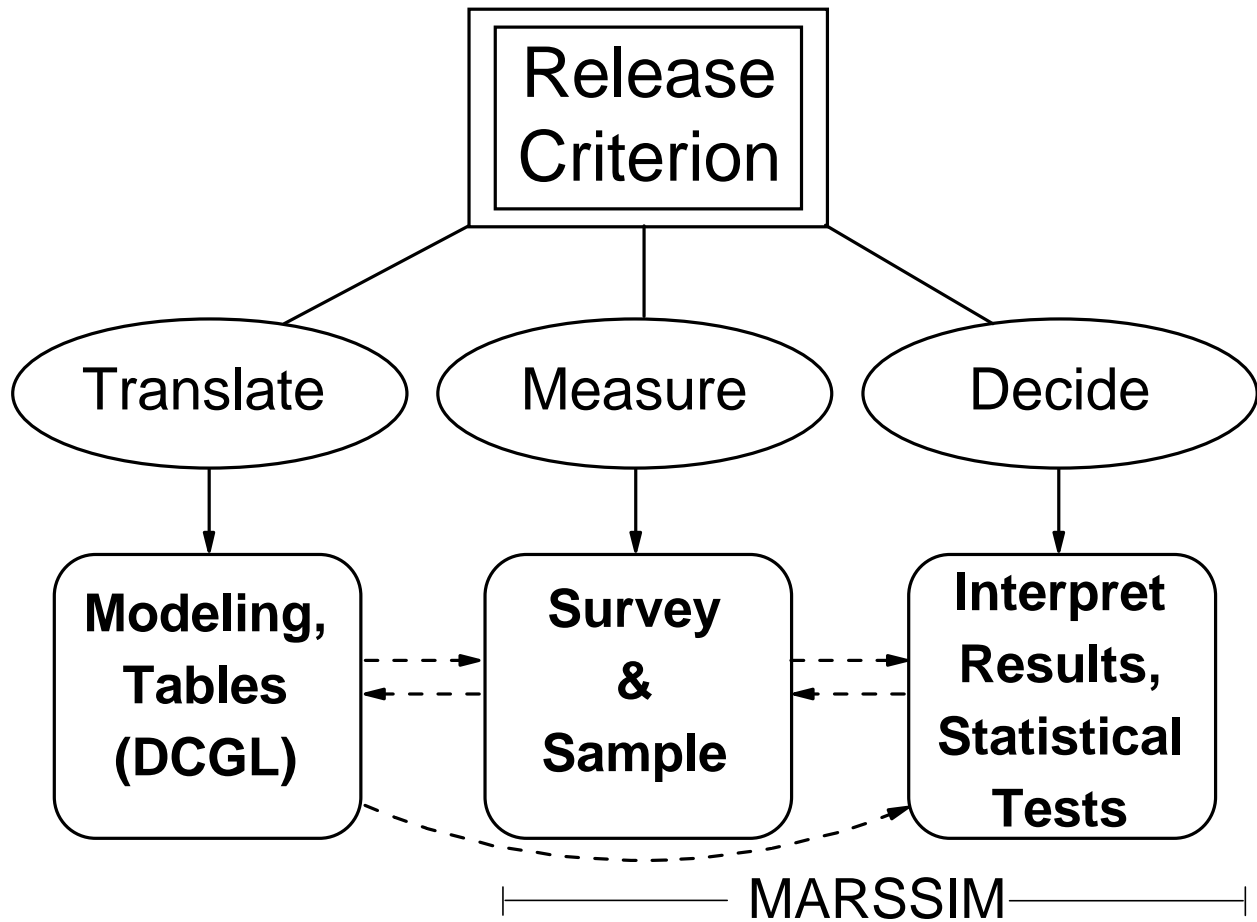 Release
Criterion
Translate
Measure
Decide
Modeling,
Tables
(DCGL)
Survey
&
Sample
Interpret
Results,
Statistical
Tests
MARSSIM